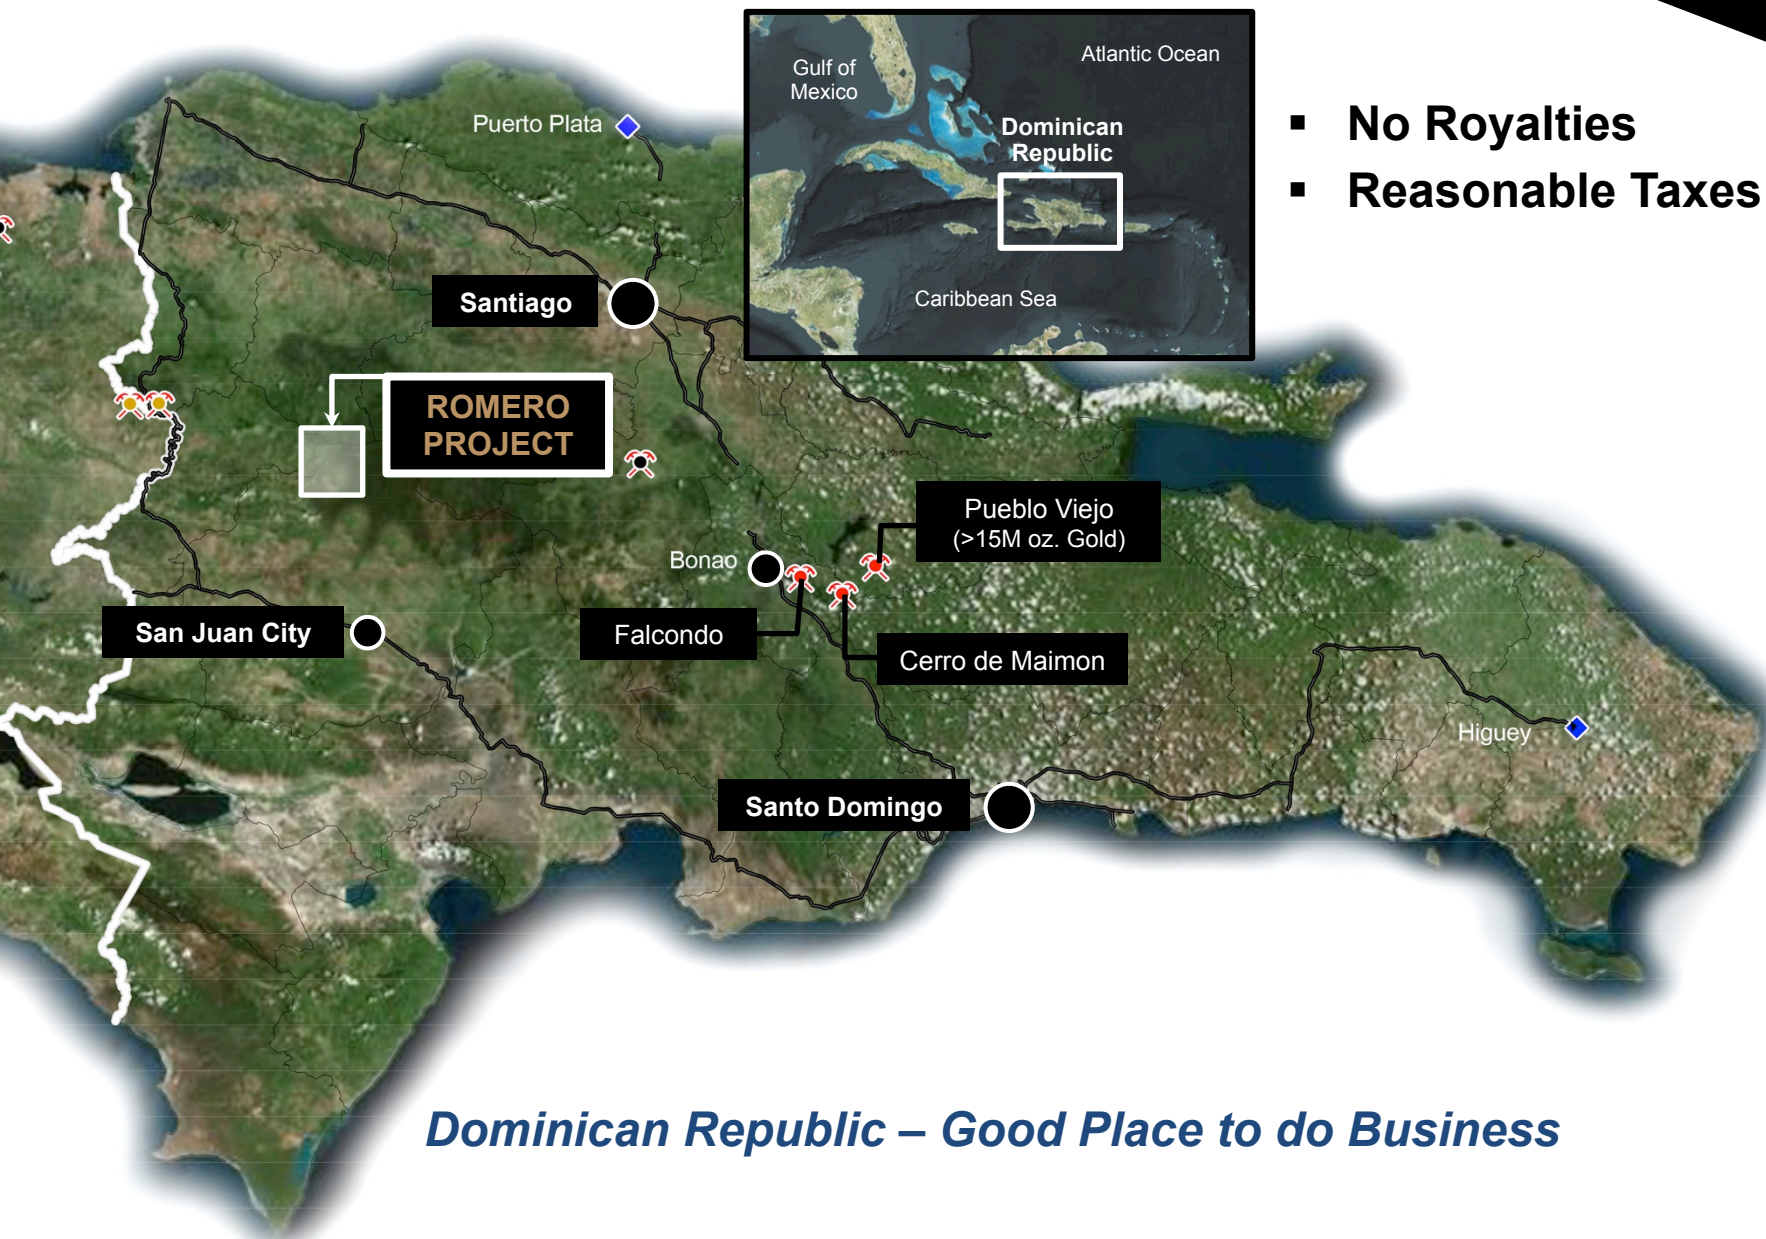 Gulf of
Mexico
Atlantic Ocean
Dominican
Republic
Caribbean Sea
▪ No Royalties
▪ Reasonable Taxes
Puerto Plata
Santiago
ROMERO
PROJECT
Pueblo Viejo
(>15M oz. Gold)
Bonao
Falcondo
San Juan City
Cerro de Maimon
Higuey
Santo Domingo
Dominican Republic – Good Place to do Business